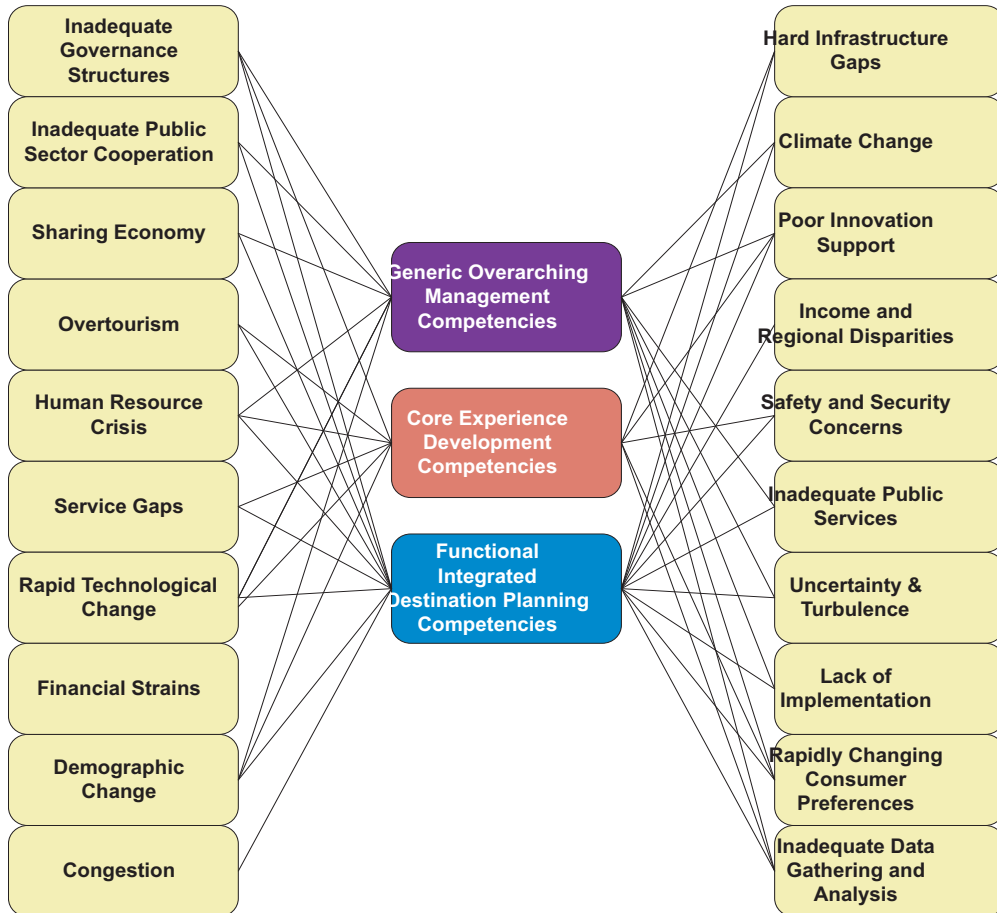 Inadequate
Governance
Structures
Inadequate Public
Sector Cooperation
Sharing Economy
Overtourism
Human Resource
Crisis
Service Gaps
Rapid Technological
Change
Financial Strains
Demographic
Change
Congestion
Generic Overarching
Management
Competencies
Core Experience
Development
Competencies
Functional
Integrated
Destination Planning
Competencies
Hard Infrastructure
Gaps
Climate Change
Poor Innovation
Support
Income and
Regional Disparities
Safety and Security
Concerns
Inadequate Public
Services
Uncertainty &
Turbulence
Lack of
Implementation
Rapidly Changing
Consumer
Preferences
Inadequate Data
Gathering and
Analysis